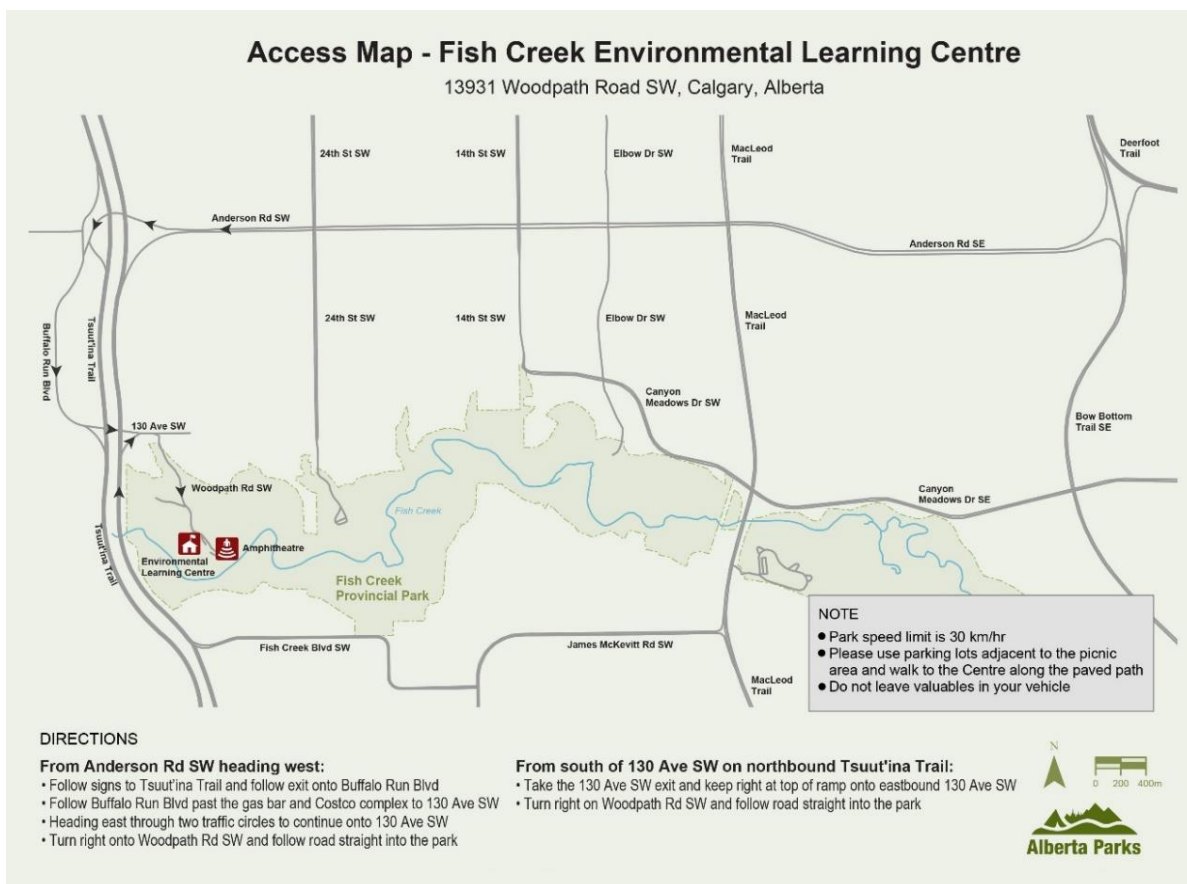 Access Map - Fish Creek Environmental Learning Centre
13931 Woodpath Road SW, Calgary, Alberta
24th St SW
14th St SW
Elbow Dr SW
MacLeod
Trail
Deerfoot
Trail
Anderson Rd SW
Anderson Rd SE
Buffalo Run Blvd
Tsuut'ina Trail
24th St SW
14th St SW
Elbow Dr SW
MacLeod
Trail
Canyon
Meadows Dr SW
Bow Bottom
Trail SE
130 Ave SW
Woodpath Rd SW
Canyon
Meadows Dr SE
Fish Creek
Tsuut'ina Trail
Amphitheatre
Environmental
Learning Centre
Fish Creek
Provincial Park
Fish Creek Blvd SW
James McKevitt Rd SW
MacLeod
Trail
NOTE
● Park speed limit is 30 km/hr
● Please use parking lots adjacent to the picnic
area and walk to the Centre along the paved path
● Do not leave valuables in your vehicle
DIRECTIONS
From Anderson Rd SW heading west:
• Follow signs to Tsuut'ina Trail and follow exit onto Buffalo Run Blvd
• Follow Buffalo Run Blvd past the gas bar and Costco complex to 130 Ave SW
• Heading east through two traffic circles to continue onto 130 Ave SW
• Turn right onto Woodpath Rd SW and follow road straight into the park
From south of 130 Ave SW on northbound Tsuut'ina Trail:
• Take the 130 Ave SW exit and keep right at top of ramp onto eastbound 130 Ave SW
• Turn right on Woodpath Rd SW and follow road straight into the park
N
0 200 400m
Alberta Parks